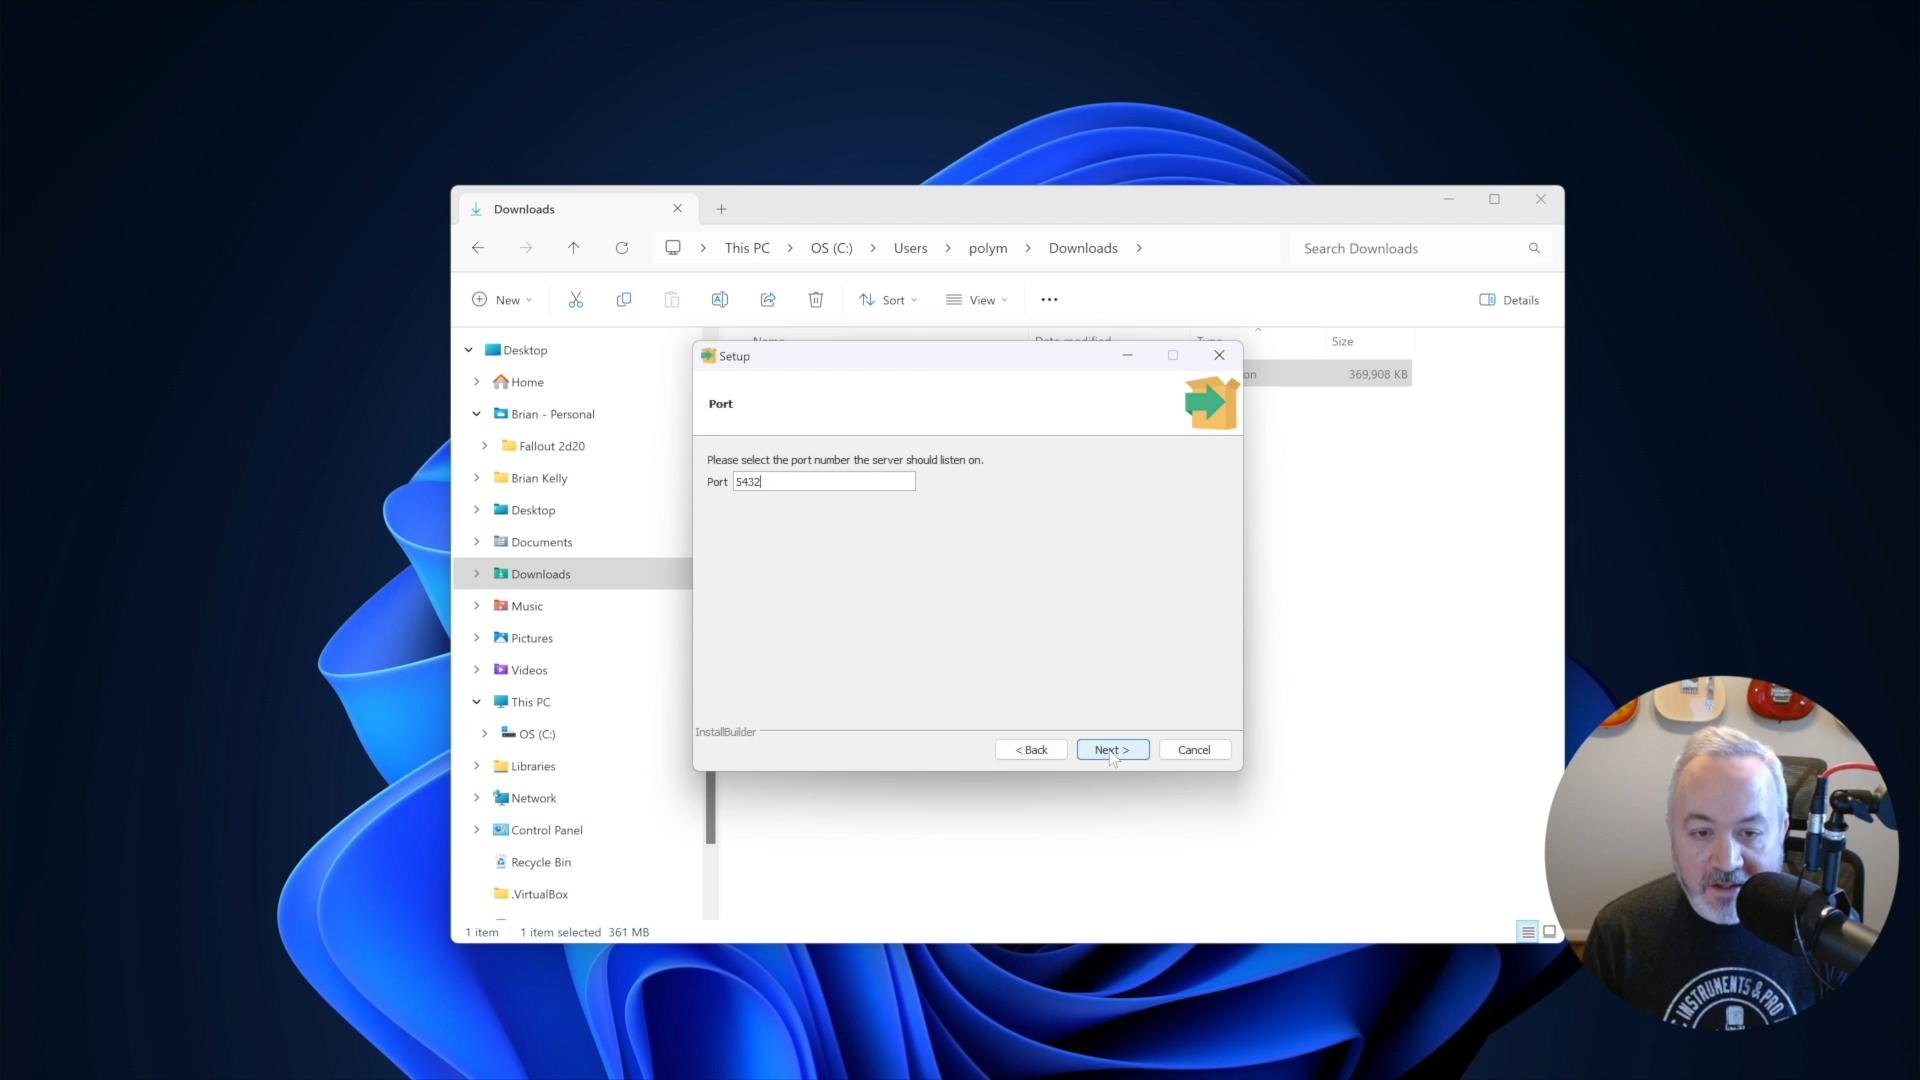 Downloads
This PC
OS (C:)
Users
polym
Downloads
Search Downloads
New
Sort
View
Details
Size
on
369,908 KB
Desktop
Home
Brian - Personal
Fallout 2d20
Brian Kelly
Desktop
Documents
Downloads
Music
Pictures
Videos
This PC
OS (C:)
Libraries
Network
Control Panel
Recycle Bin
.VirtualBox
1 item
1 item selected 361 MB
Setup
Port
Please select the port number the server should listen on.
Port 5432
InstallBuilder
< Back
Next >
Cancel
INSTRUMENTS & PRO